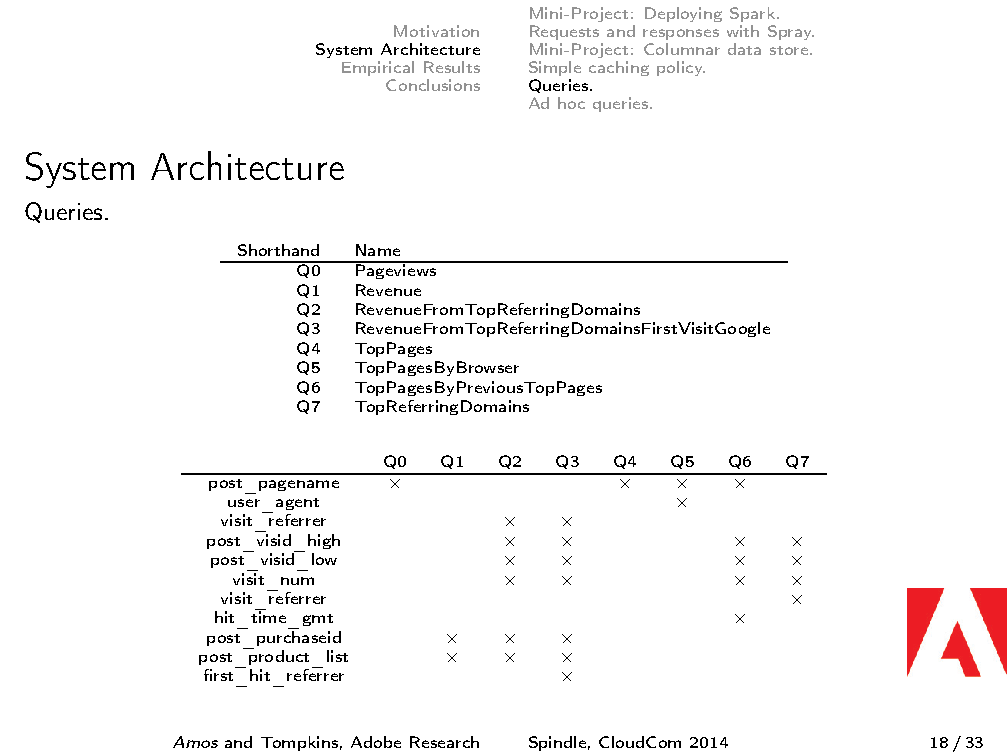 Motivation
System Architecture
Empirical Results
Conclusions
Mini-Project: Deploying Spark.
Requests and responses with Spray.
Mini-Project: Columnar data store.
Simple caching policy.
Queries.
Ad hoc queries.
System Architecture
Queries.
Shorthand Name
Q0 Pageviews
Q1 Revenue
Q2 RevenueFromTopReferringDomains
Q3 RevenueFromTopReferringDomainsFirstVisitGoogle
Q4 TopPages
Q5 TopPagesByBrowser
Q6 TopPagesByPreviousTopPages
Q7 TopReferringDomains
Q0 Q1 Q2 Q3 Q4 Q5 Q6 Q7
post_pagename × × × ×
user_agent ×
visit_referrer × ×
post_visid_high × × × ×
post_visid_low × × × ×
visit_num × × × ×
visit_referrer ×
hit_time_gmt ×
post_purchaseid × × ×
post_product_list × × ×
first_hit_referrer ×
Amos and Tompkins, Adobe Research Spindle, CloudCom 2014 18 / 33